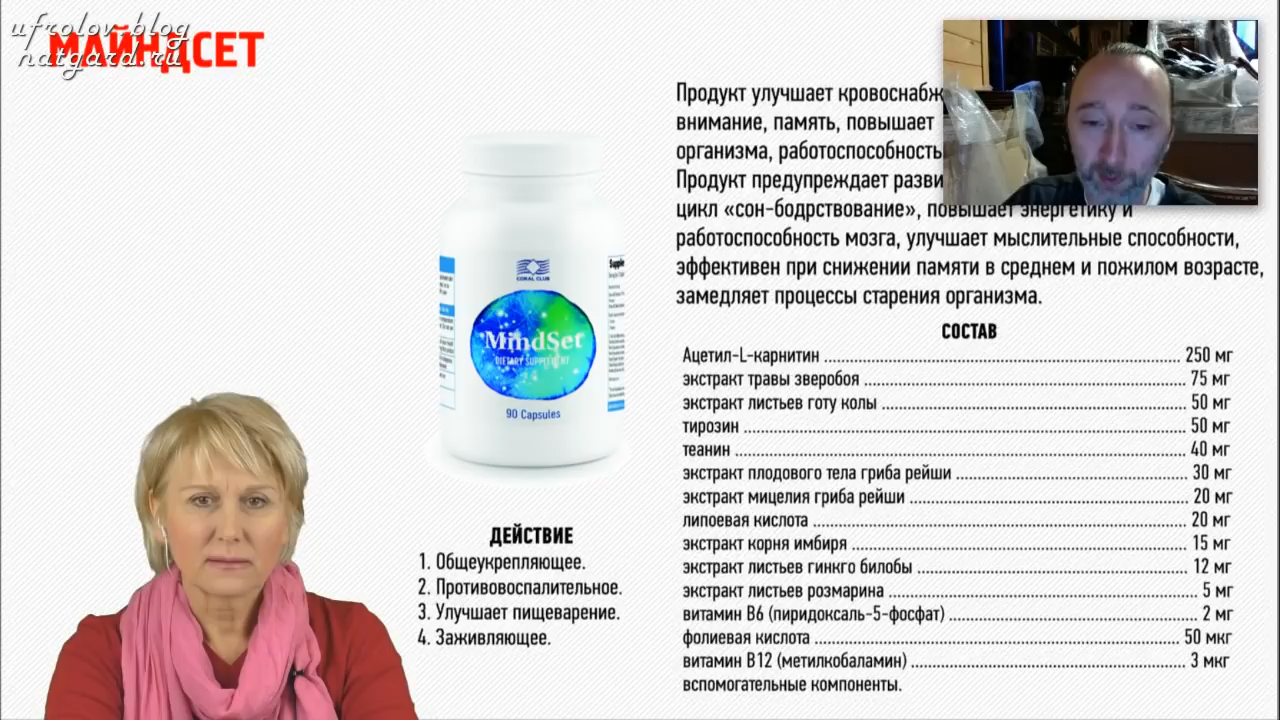 ufrolov.blog
natgard.ru
МАЙНДСЕТ
Продукт улучшает
внимание, память, повышает
организма, работоспособность
Продукт предупреждает
цикл «сон-бодрствование», повышает энергетику и
работоспособность мозга, улучшает мыслительные способности,
эффективен при снижении памяти в среднем и пожилом возрасте,
замедляет процессы старения организма.
СОСТАВ
Ацетил-L-карнитин ........ 250 мг
экстракт травы зверобоя ........ 75 мг
экстракт листьев готу колы ........ 50 мг
тирозин ........ 50 мг
теанин ........ 40 мг
экстракт плодового тела гриба рейши ........ 30 мг
экстракт мицелия гриба рейши ........ 20 мг
липоевая кислота ........ 20 мг
экстракт корня имбиря ........ 15 мг
экстракт листьев гинкго билобы ........ 12 мг
экстракт листьев розмарина ........ 5 мг
витамин B6 (пиридоксаль-5-фосфат) ........ 2 мг
фолиевая кислота ........ 50 мкг
витамин B12 (метилкобаламин) ........ 3 мкг
вспомогательные компоненты.
CORAL CLUB
MindSet
DIETARY SUPPLEMENT
90 Capsules
ДЕЙСТВИЕ
1. Общеукрепляющее.
2. Противовоспалительное.
3. Улучшает пищеварение.
4. Заживляющее.